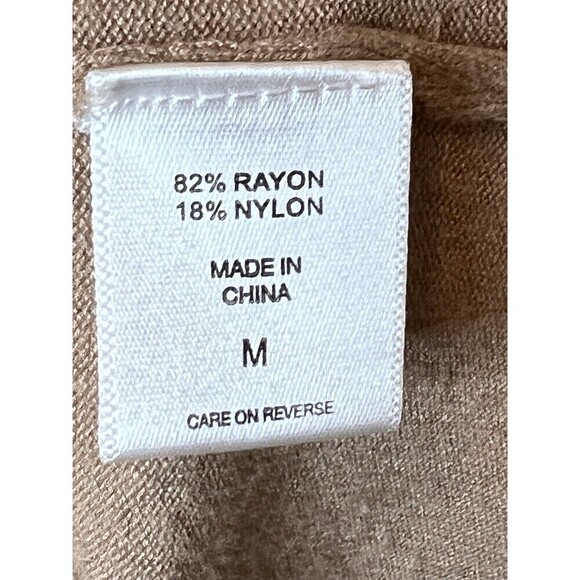 82% RAYON
18% NYLON
MADE IN
CHINA
M
CARE ON REVERSE